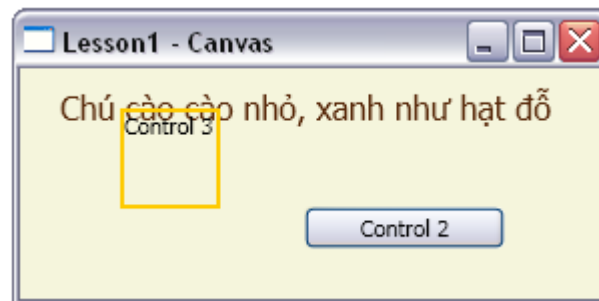 Lesson1 - Canvas
Chú cào cào nhỏ, xanh như hạt đỗ
Control 3
Control 2